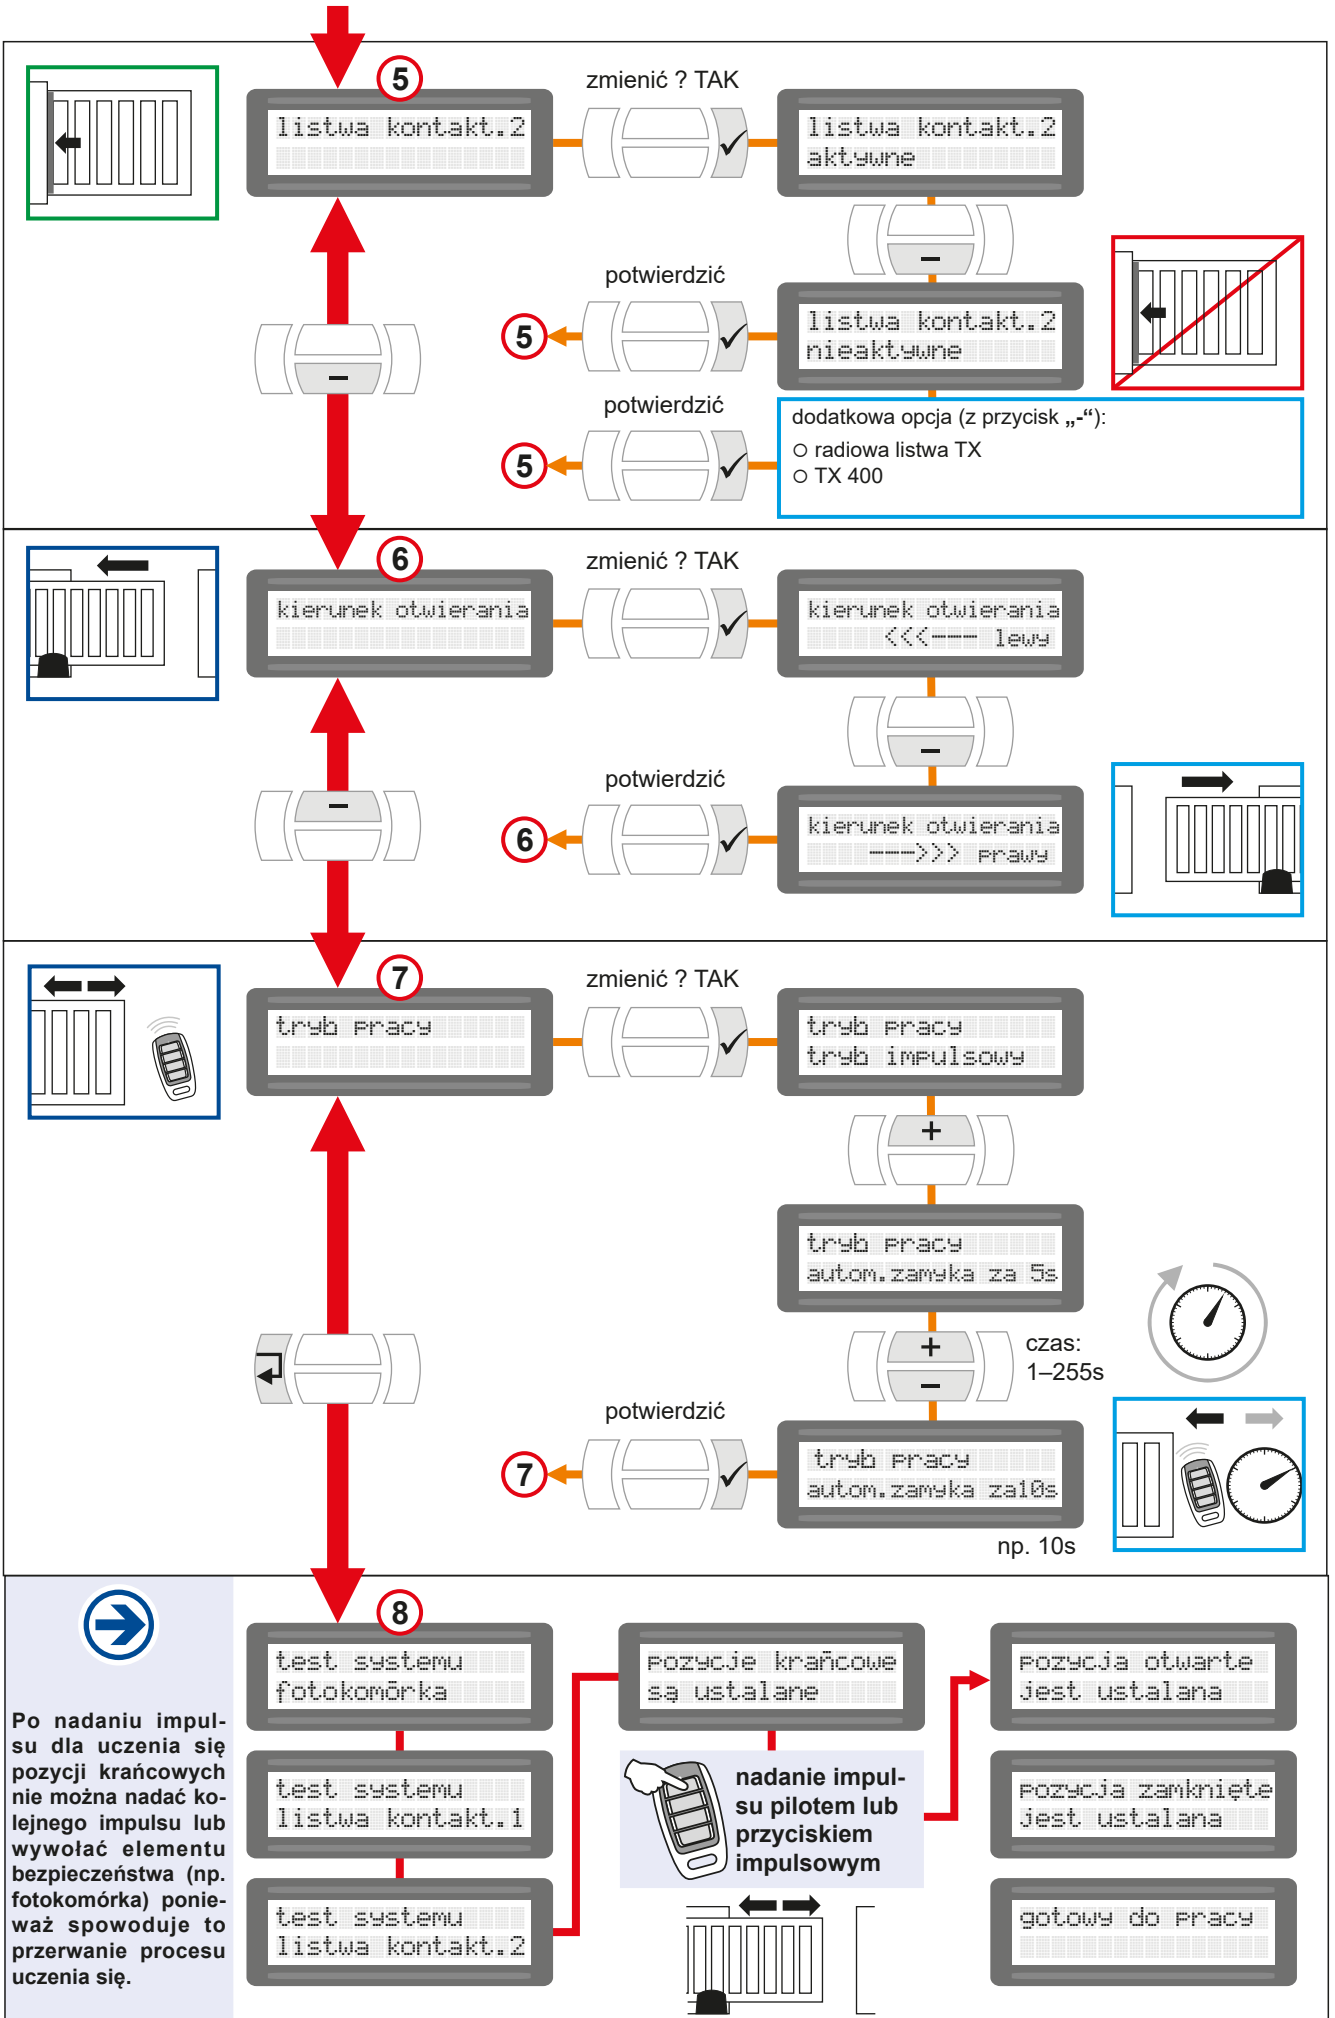 5
zmienić ? TAK
listwa kontakt.2
listwa kontakt.2
aktywne
–
potwierdzić
5
listwa kontakt.2
nieaktywne
–
potwierdzić
5
dodatkowa opcja (z przycisk „-“):
radiowa listwa TX
TX 400
6
zmienić ? TAK
kierunek otwierania
kierunek otwierania
<<<--- lewy
–
–
potwierdzić
6
kierunek otwierania
--->>> prawy
7
zmienić ? TAK
tryb pracy
tryb pracy
tryb impulsowy
+
tryb pracy
autom.zamyka za 5s
+
–
czas:
1–255s
potwierdzić
7
tryb pracy
autom.zamyka za10s
np. 10s
Po nadaniu impul-
su dla uczenia się
pozycji krańcowych
nie można nadać ko-
lejnego impulsu lub
wywołać elementu
bezpieczeństwa (np.
fotokomórka) ponie-
waż spowoduje to
przerwanie procesu
uczenia się.
8
test systemu
fotokomórka
test systemu
listwa kontakt.1
test systemu
listwa kontakt.2
pozycje krańcowe
są ustalane
nadanie impul-
su pilotem lub
przyciskiem
impulsowym
pozycja otwarte
jest ustalana
pozycja zamknięte
jest ustalana
gotowy do pracy